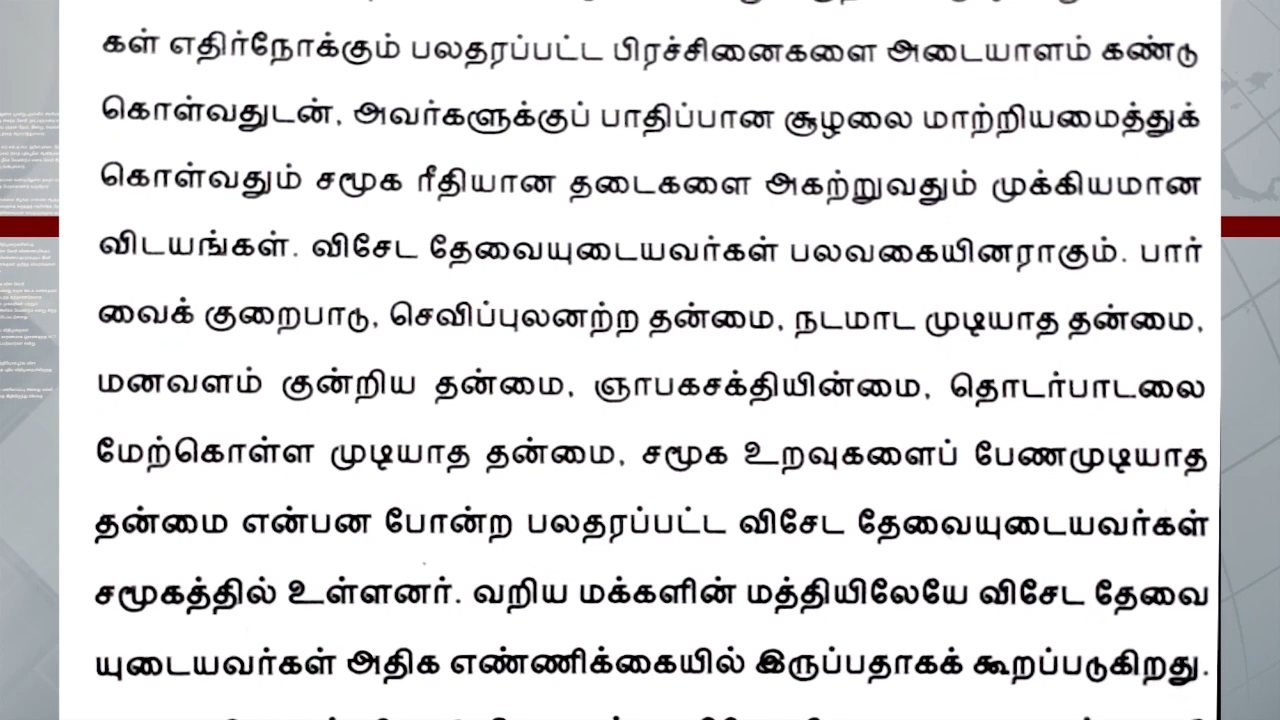 கள் எதிர்நோக்கும் பலதரப்பட்ட பிரச்சினைகளை அடையாளம் கண்டு
கொள்வதுடன், அவர்களுக்குப் பாதிப்பான சூழலை மாற்றியமைத்துக்
கொள்வதும் சமூக ரீதியான தடைகளை அகற்றுவதும் முக்கியமான
விடயங்கள். விசேட தேவையுடையவர்கள் பலவகையினராகும். பார்
வைக் குறைபாடு, செவிப்புலனற்ற தன்மை, நடமாட முடியாத தன்மை,
மனவளம் குன்றிய தன்மை, ஞாபகசக்தியின்மை, தொடர்பாடலை
மேற்கொள்ள முடியாத தன்மை, சமூக உறவுகளைப் பேணமுடியாத
தன்மை என்பன போன்ற பலதரப்பட்ட விசேட தேவையுடையவர்கள்
சமூகத்தில் உள்ளனர். வறிய மக்களின் மத்தியிலேயே விசேட தேவை
யுடையவர்கள் அதிக எண்ணிக்கையில் இருப்பதாகக் கூறப்படுகிறது.